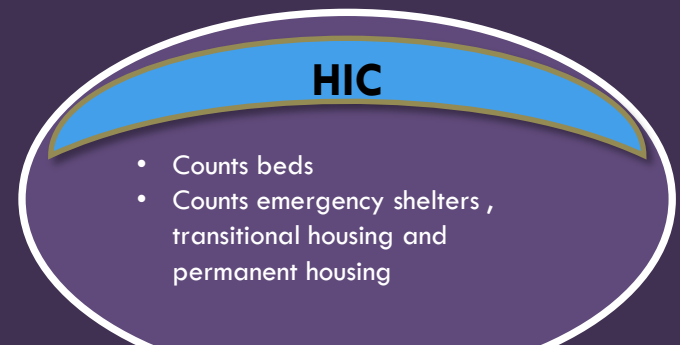 HIC
• Counts beds
• Counts emergency shelters ,
transitional housing and
permanent housing